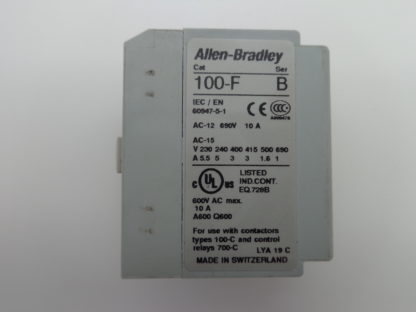 Allen-Bradley
Cat Ser
100-F B
IEC / EN
60947-5-1
AC-12 690V 10 A
AC-15
V 230 240 400 415 500 690
A 5.5 5 3 3 1.6 1
LISTED
IND.CONT.
EQ.728B
600V AC max.
10 A
A600 Q600
For use with contactors
types 100-C and control
relays 700-C
LYA 19 C
MADE IN SWITZERLAND